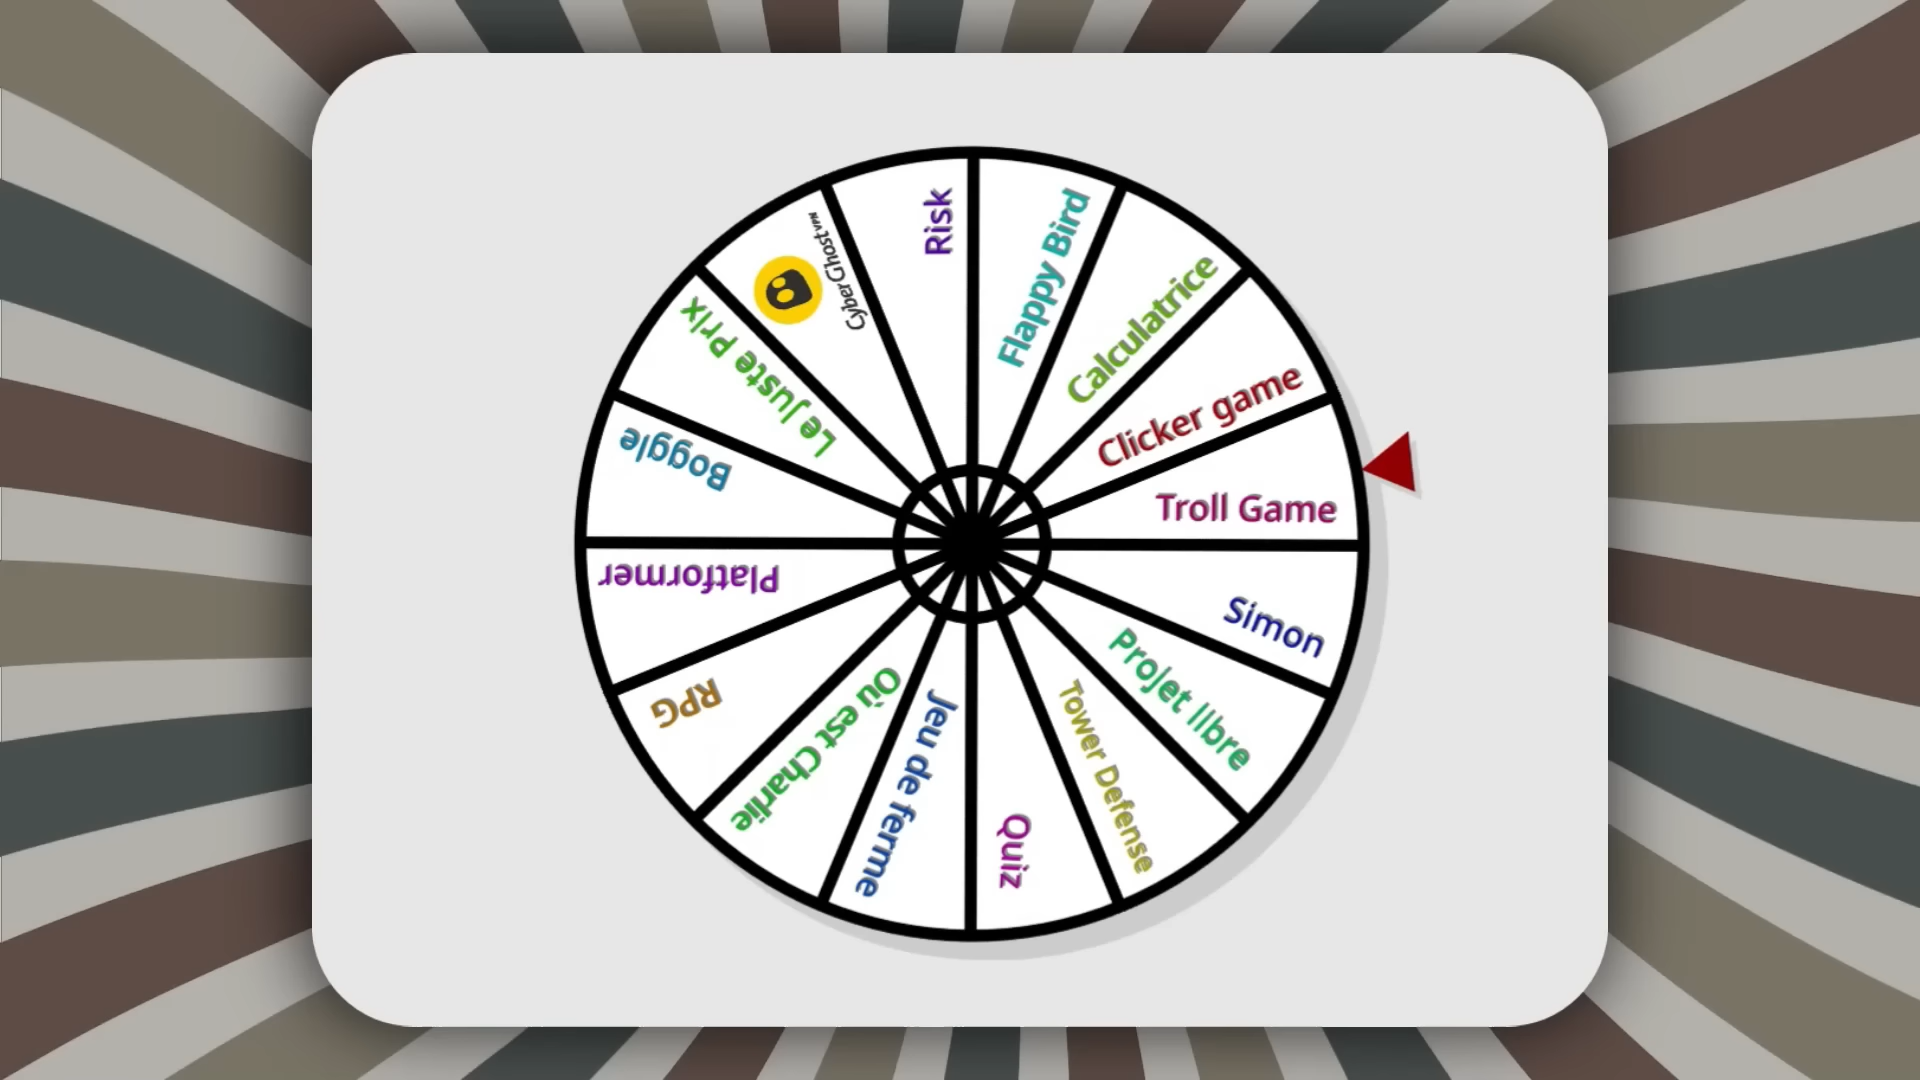 Risk
Flappy Bird
Calculatrice
Clicker game
Troll Game
Simon
Projet libre
Tower Defense
Quiz
Jeu de ferme
Où est Charlie
RPG
Platformer
Boggle
Le Juste Prix
CyberGhost VPN